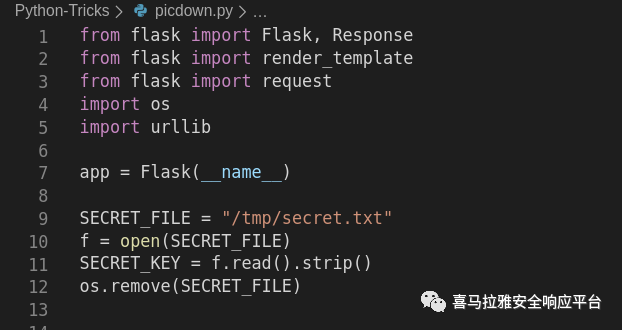 Python-Tricks > picdown.py > ...
1 from flask import Flask, Response
2 from flask import render_template
3 from flask import request
4 import os
5 import urllib
6
7 app = Flask(__name__)
8
9 SECRET_FILE = "/tmp/secret.txt"
10 f = open(SECRET_FILE)
11 SECRET_KEY = f.read().strip()
12 os.remove(SECRET_FILE)
喜马拉雅安全响应平台
13